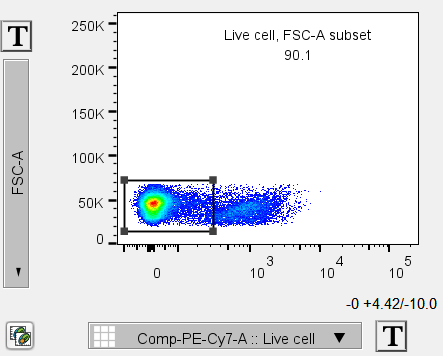 T
250K
200K
150K
100K
50K
0
FSC-A
Live cell, FSC-A subset
90.1
0 10^3 10^4 10^5
-0 +4.42/-10.0
Comp-PE-Cy7-A :: Live cell
T